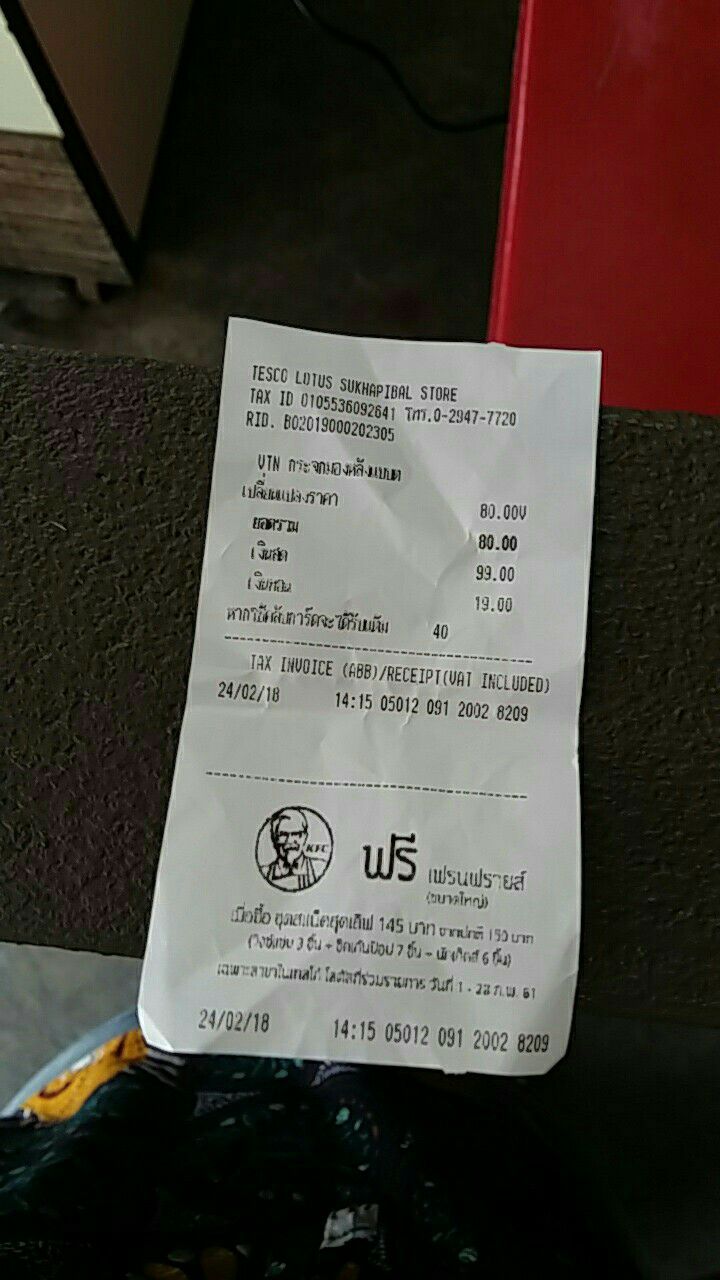 TESCO LOTUS SUKHAPIBAL STORE
TAX ID 0105536092641 โทร.0-2947-7720
RID. B02019000202305
VTN กระจกมองหลังแบบต
เปลี่ยนแปลงราคา 80.00V
ยอดรวม 80.00
เงินสด 99.00
เงินทอน 19.00
หากใช้คลับการ์ดจะได้รับแต้ม 40
TAX INVOICE (ABB)/RECEIPT(VAT INCLUDED)
24/02/18 14:15 05012 091 2002 8209
KFC
ฟรี เฟรนฟรายส์
(ขนาดใหญ่)
เมื่อซื้อ ชุดสแน็คสุดเลิฟ 145 บาท จากปกติ 190 บาท
(วิงซ์แซบ 3 ชิ้น + ชิคเก้นป๊อป 7 ชิ้น + นักเก็ตส์ 6 ชิ้น)
เฉพาะสาขาในเทสโก้ โลตัสที่ร่วมรายการ วันที่ 1 - 28 ก.พ. 61
24/02/18 14:15 05012 091 2002 8209